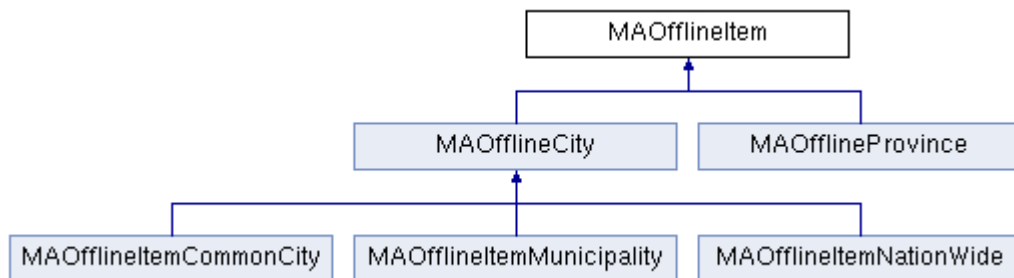 MAOfflineItem
MAOfflineCity
MAOfflineProvince
MAOfflineItemCommonCity
MAOfflineItemMunicipality
MAOfflineItemNationWide